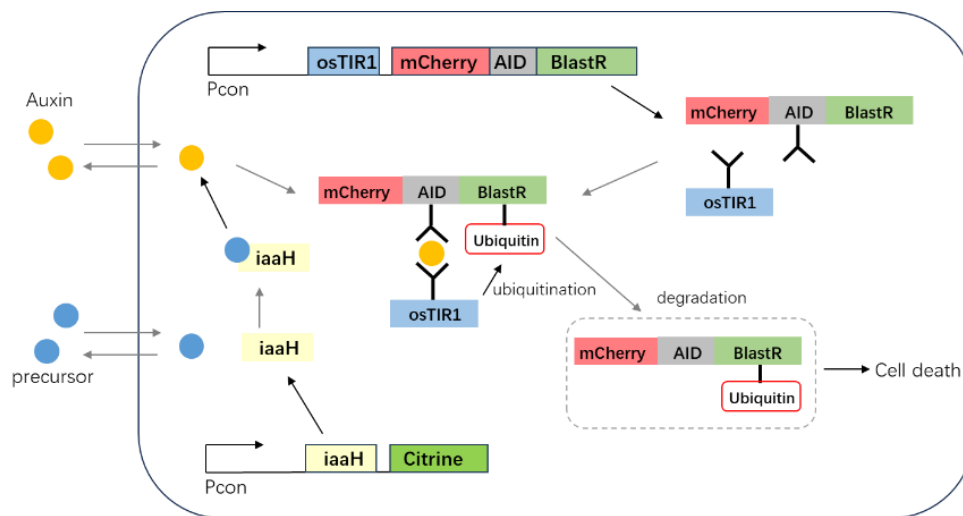 osTIR1 mCherry AID BlastR
Pcon
Auxin
mCherry AID BlastR
mCherry AID BlastR
osTIR1
iaaH
Ubiquitin
ubiquitination
osTIR1
degradation
iaaH
precursor
mCherry AID BlastR
Ubiquitin
Cell death
iaaH Citrine
Pcon